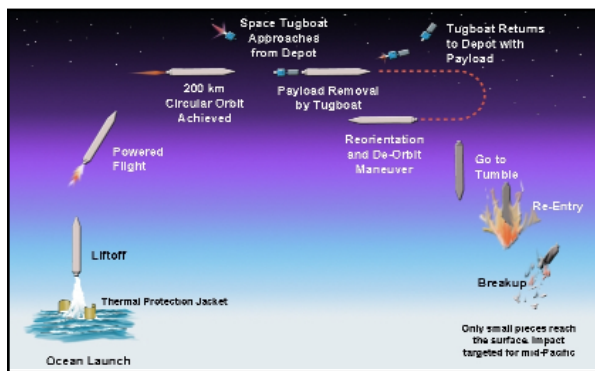 Space Tugboat
Approaches
from Depot
Tugboat Returns
to Depot with
Payload
200 km
Circular Orbit
Achieved
Payload Removal
by Tugboat
Powered
Flight
Reorientation
and De-Orbit
Maneuver
Go to
Tumble
Re-Entry
Liftoff
Breakup
Thermal Protection Jacket
Only small pieces reach
the surface. Impact
targeted for mid-Pacific
Ocean Launch